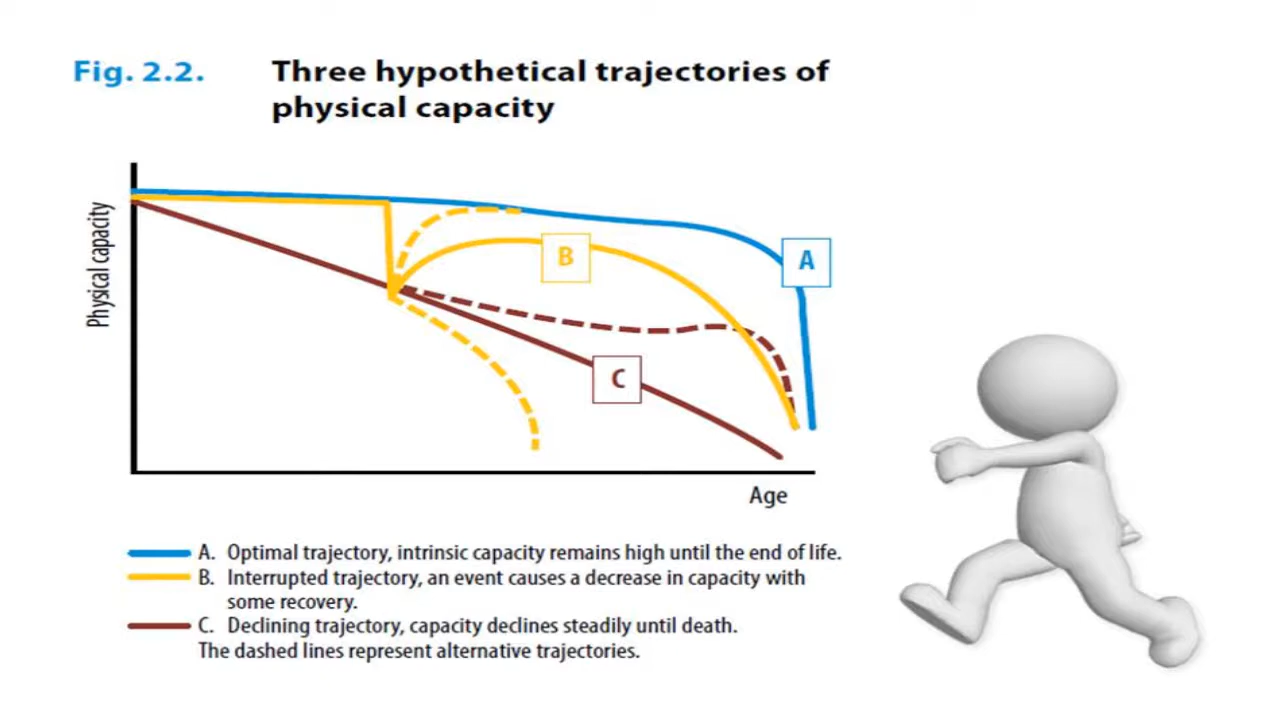 Fig. 2.2. Three hypothetical trajectories of
physical capacity
Physical capacity
B
A
C
Age
A. Optimal trajectory, intrinsic capacity remains high until the end of life.
B. Interrupted trajectory, an event causes a decrease in capacity with
some recovery.
C. Declining trajectory, capacity declines steadily until death.
The dashed lines represent alternative trajectories.